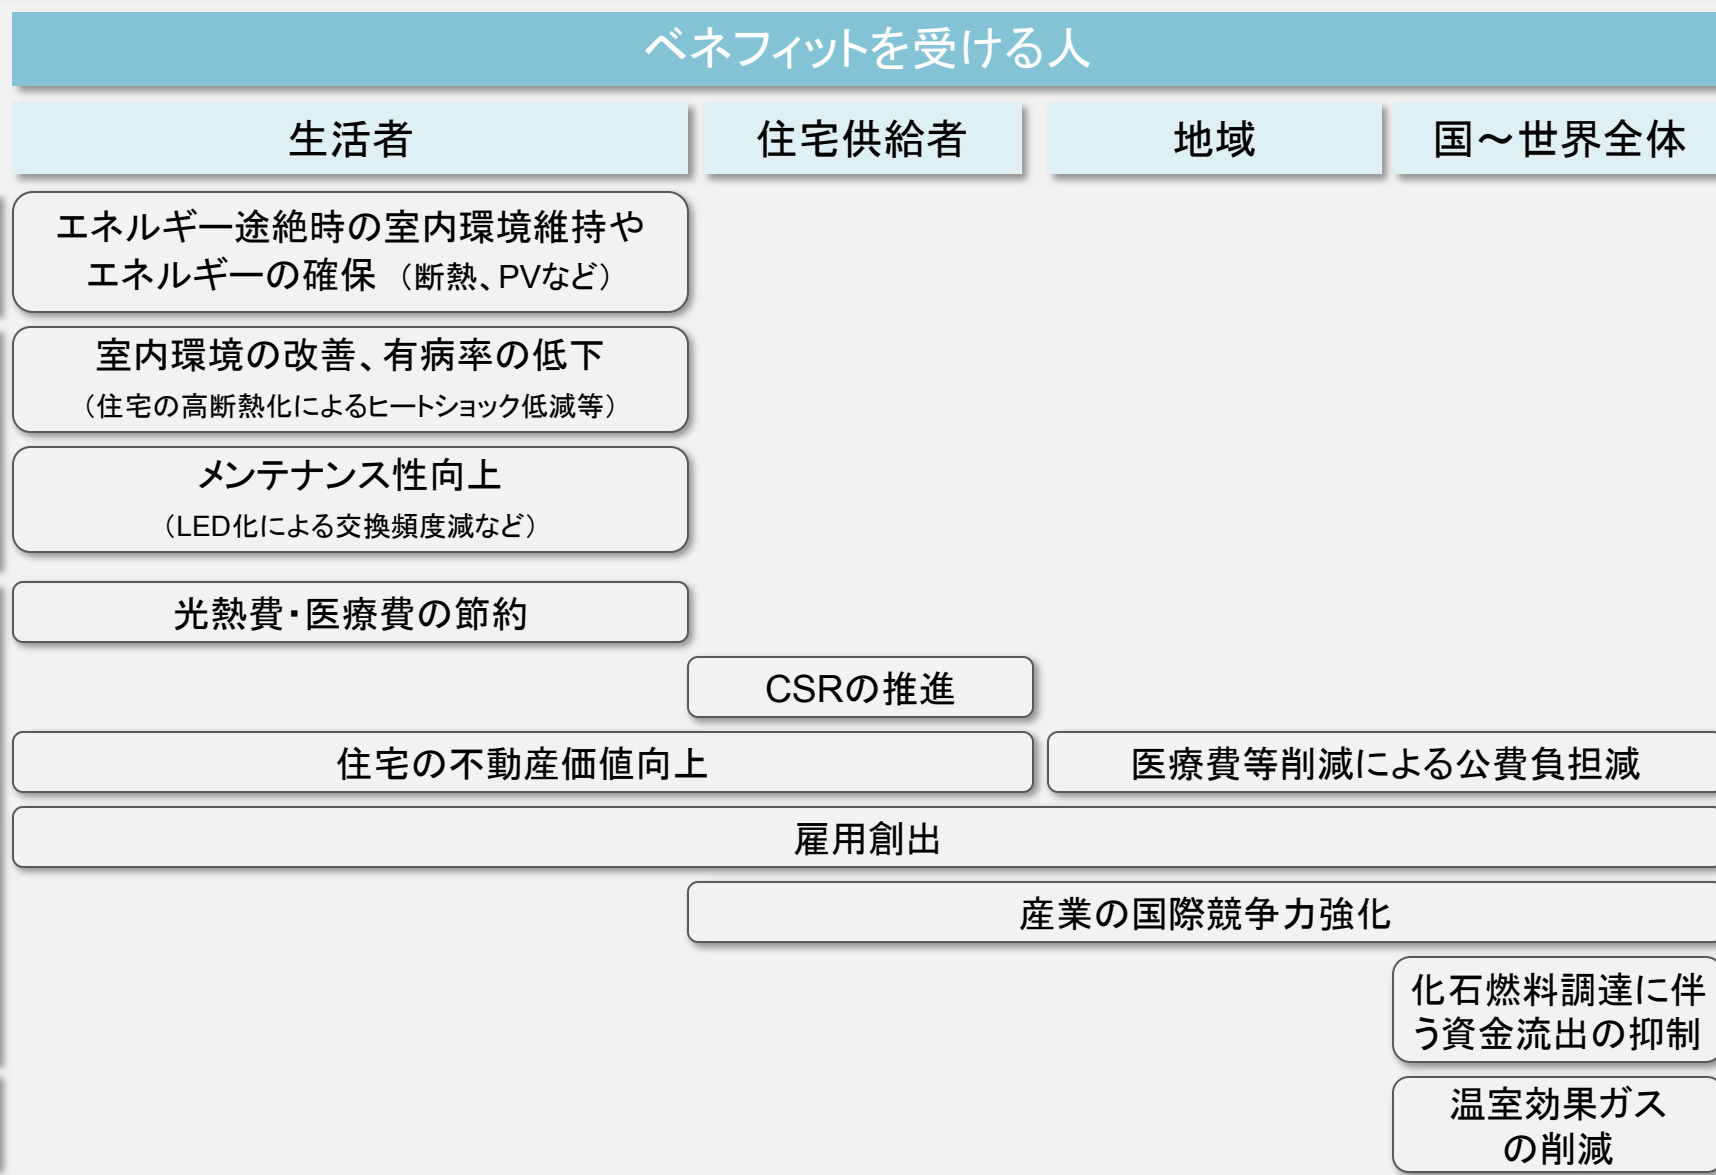 ベネフィットを受ける人
生活者
住宅供給者
地域
国～世界全体
エネルギー途絶時の室内環境維持や
エネルギーの確保 （断熱、PVなど）
室内環境の改善、有病率の低下
（住宅の高断熱化によるヒートショック低減等）
メンテナンス性向上
（LED化による交換頻度減など）
光熱費・医療費の節約
CSRの推進
住宅の不動産価値向上
医療費等削減による公費負担減
雇用創出
産業の国際競争力強化
化石燃料調達に伴
う資金流出の抑制
温室効果ガス
の削減